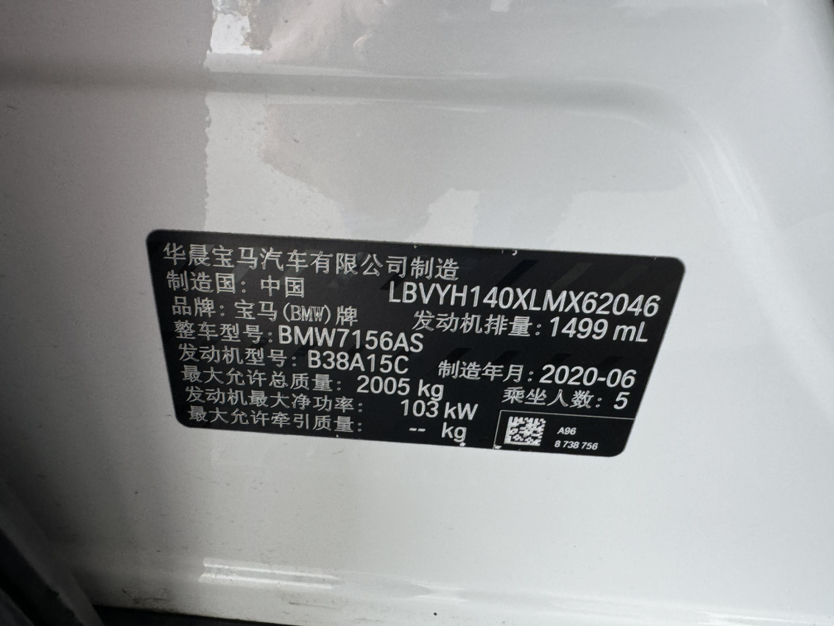 华晨宝马汽车有限公司制造
制造国: 中国 LBVYH140XLMX62046
品牌: 宝马(BMW)牌 发动机排量: 1499 mL
整车型号: BMW7156AS
发动机型号: B38A15C 制造年月: 2020-06
最大允许总质量: 2005 kg 乘坐人数: 5
发动机最大净功率: 103 kW
最大允许牵引质量: -- kg
A96
8 738 756